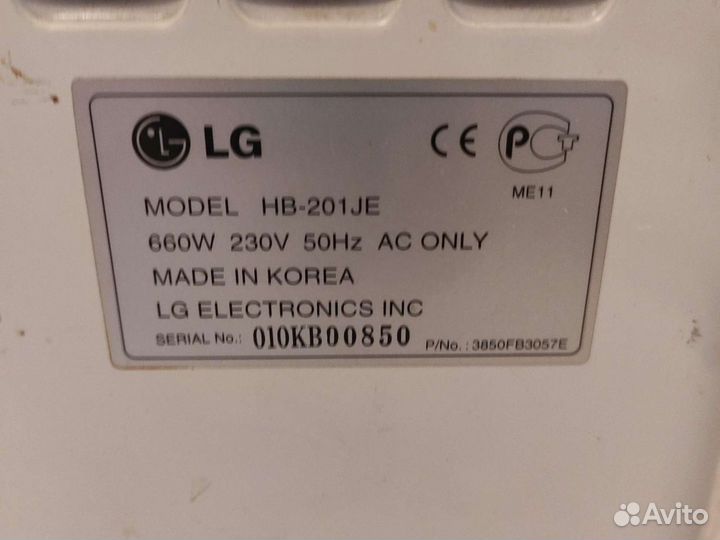 LG CE PCT
ME11
MODEL HB-201JE
660W 230V 50Hz AC ONLY
MADE IN KOREA
LG ELECTRONICS INC
SERIAL No.: 010KB00850 P/No.: 3850FB3057E
Avito